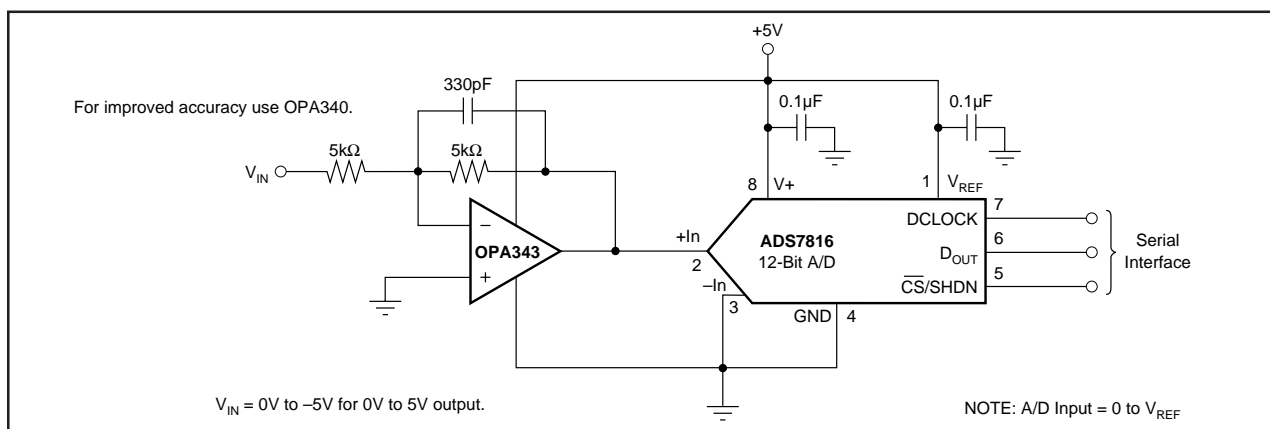 +5V
330pF
For improved accuracy use OPA340.
0.1µF
0.1µF
5kΩ
5kΩ
V_IN
8
V+
1
V_REF
DCLOCK
7
–
OPA343
+
+In
2
ADS7816
12-Bit A/D
D_OUT
6
Serial
Interface
–In
3
C̅S̅/SHDN
5
GND
4
V_IN = 0V to –5V for 0V to 5V output.
NOTE: A/D Input = 0 to V_REF